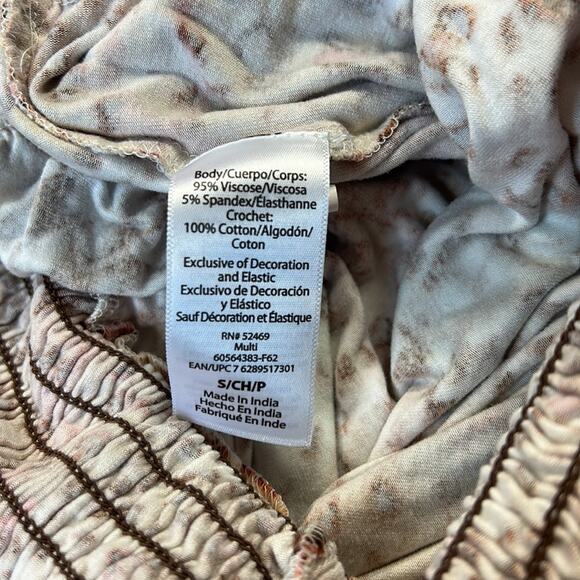 Body/Cuerpo/Corps:
95% Viscose/Viscosa
5% Spandex/Élasthanne
Crochet:
100% Cotton/Algodón/
Coton
Exclusive of Decoration
and Elastic
Exclusivo de Decoración
y Elástico
Sauf Décoration et Élastique
RN# 52469
Multi
60564383-F62
EAN/UPC 7 6289517301
S/CH/P
Made In India
Hecho En India
Fabriqué En Inde